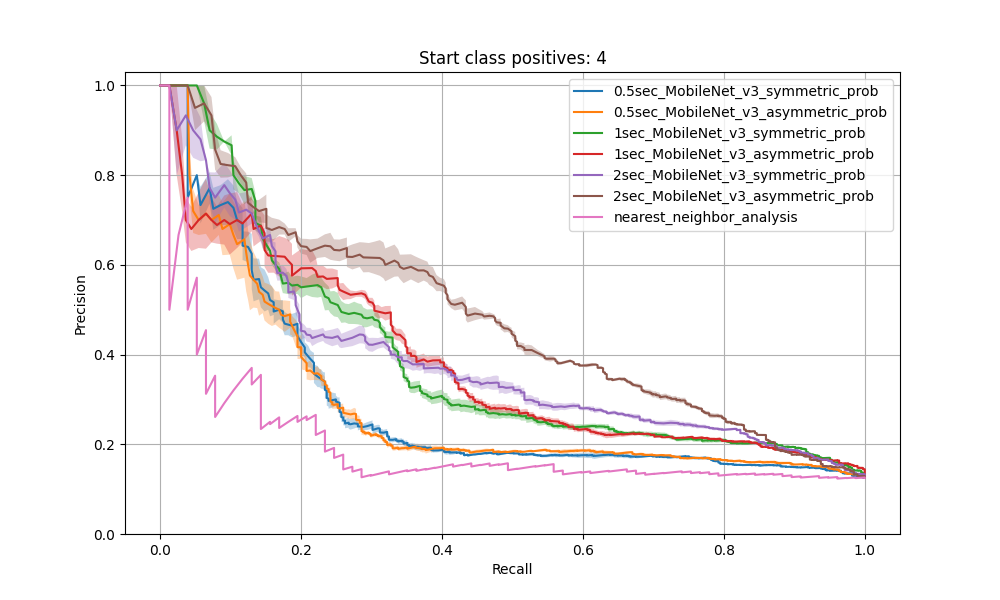 Start class positives: 4
1.0
0.8
0.6
0.4
0.2
0.0
Precision
0.5sec_MobileNet_v3_symmetric_prob
0.5sec_MobileNet_v3_asymmetric_prob
1sec_MobileNet_v3_symmetric_prob
1sec_MobileNet_v3_asymmetric_prob
2sec_MobileNet_v3_symmetric_prob
2sec_MobileNet_v3_asymmetric_prob
nearest_neighbor_analysis
0.0 0.2 0.4 0.6 0.8 1.0
Recall